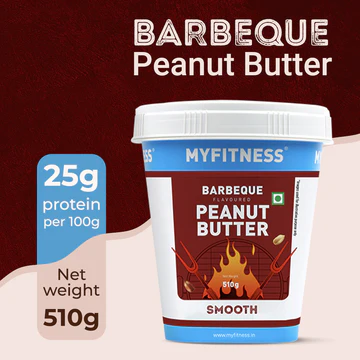 BARBEQUE
Peanut Butter
25g
protein
per 100g
Net
weight
510g
ESS
MYFITNESS
BARBEQUE
FLAVOURED
PEANUT
BUTTER
510g
SMOOTH
www.myfitness.in